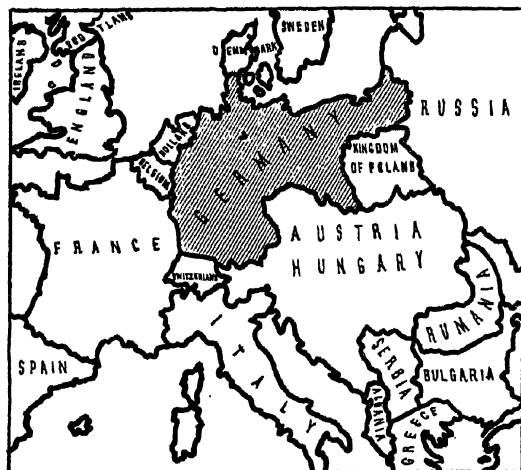 SWEDEN
DENMARK
SCOTLAND
IRELAND
ENGLAND
HOLLAND
BELGIUM
GERMANY
RUSSIA
KINGDOM
OF POLAND
FRANCE
AUSTRIA
HUNGARY
SWITZERLAND
ITALY
RUMANIA
SERBIA
BULGARIA
ALBANIA
GREECE
SPAIN